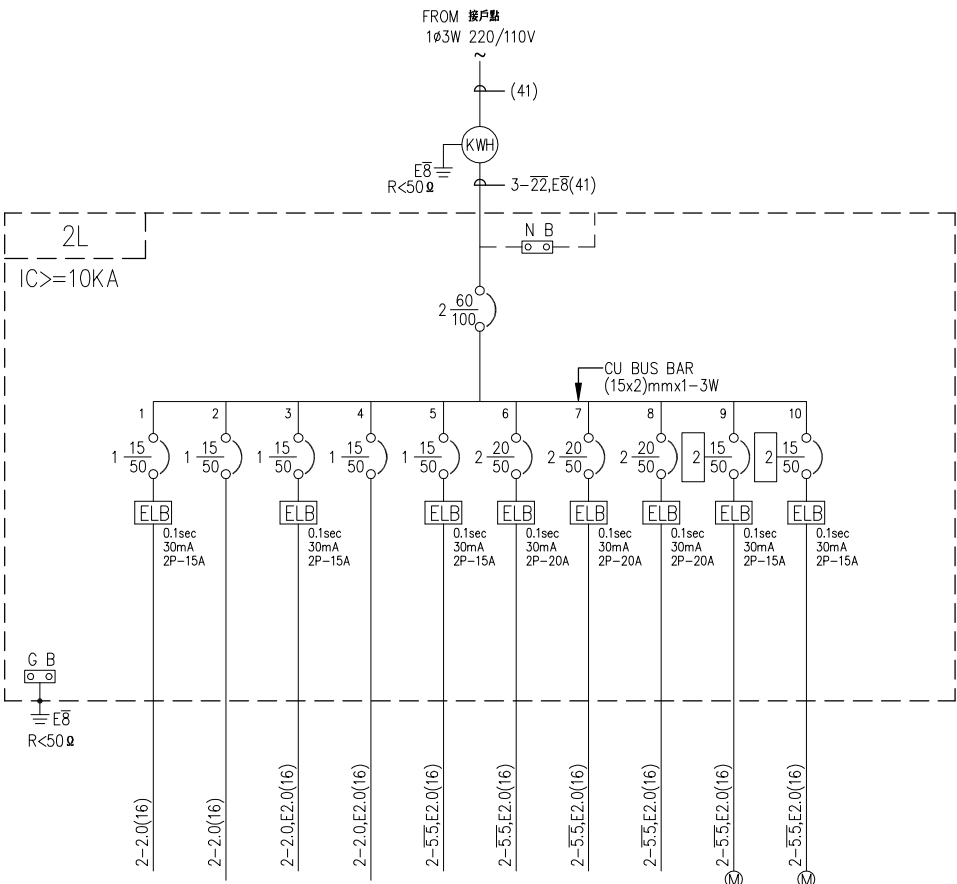 FROM 接戶點
1ø3W 220/110V
~
(41)
KWH
E8̅
R<50Ω
3-2̅2̅,E8̅(41)
2L
N B
IC>=10KA
2 60/100
CU BUS BAR
(15x2)mmx1-3W
1 2 3 4 5 6 7 8 9 10
1 15/50 1 15/50 1 15/50 1 15/50 1 15/50 2 20/50 2 20/50 2 20/50 2 15/50 2 15/50
ELB ELB ELB ELB ELB ELB ELB ELB
0.1sec 0.1sec 0.1sec 0.1sec 0.1sec 0.1sec 0.1sec 0.1sec
30mA 30mA 30mA 30mA 30mA 30mA 30mA 30mA
2P-15A 2P-15A 2P-15A 2P-20A 2P-20A 2P-20A 2P-15A 2P-15A
G B
E8̅
R<50Ω
2-2.0(16)
2-2.0(16)
2-2.0,E2.0(16)
2-2.0,E2.0(16)
2-5̅.̅5̅,E2.0(16)
2-5̅.̅5̅,E2.0(16)
2-5̅.̅5̅,E2.0(16)
2-5̅.̅5̅,E2.0(16)
2-5̅.̅5̅,E2.0(16)
2-5̅.̅5̅,E2.0(16)
M M